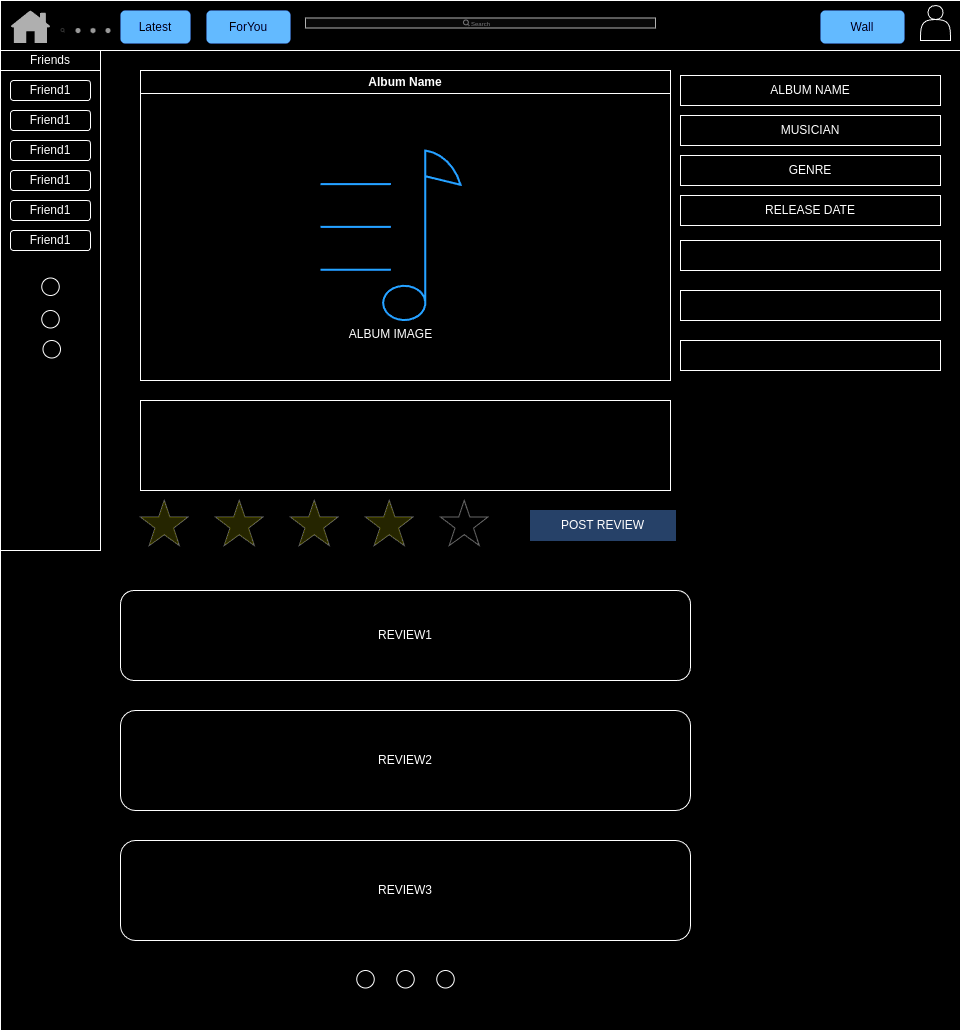 Latest
ForYou
Search
Wall
Friends
Friend1
Friend1
Friend1
Friend1
Friend1
Friend1
Album Name
ALBUM IMAGE
ALBUM NAME
MUSICIAN
GENRE
RELEASE DATE
POST REVIEW
REVIEW1
REVIEW2
REVIEW3